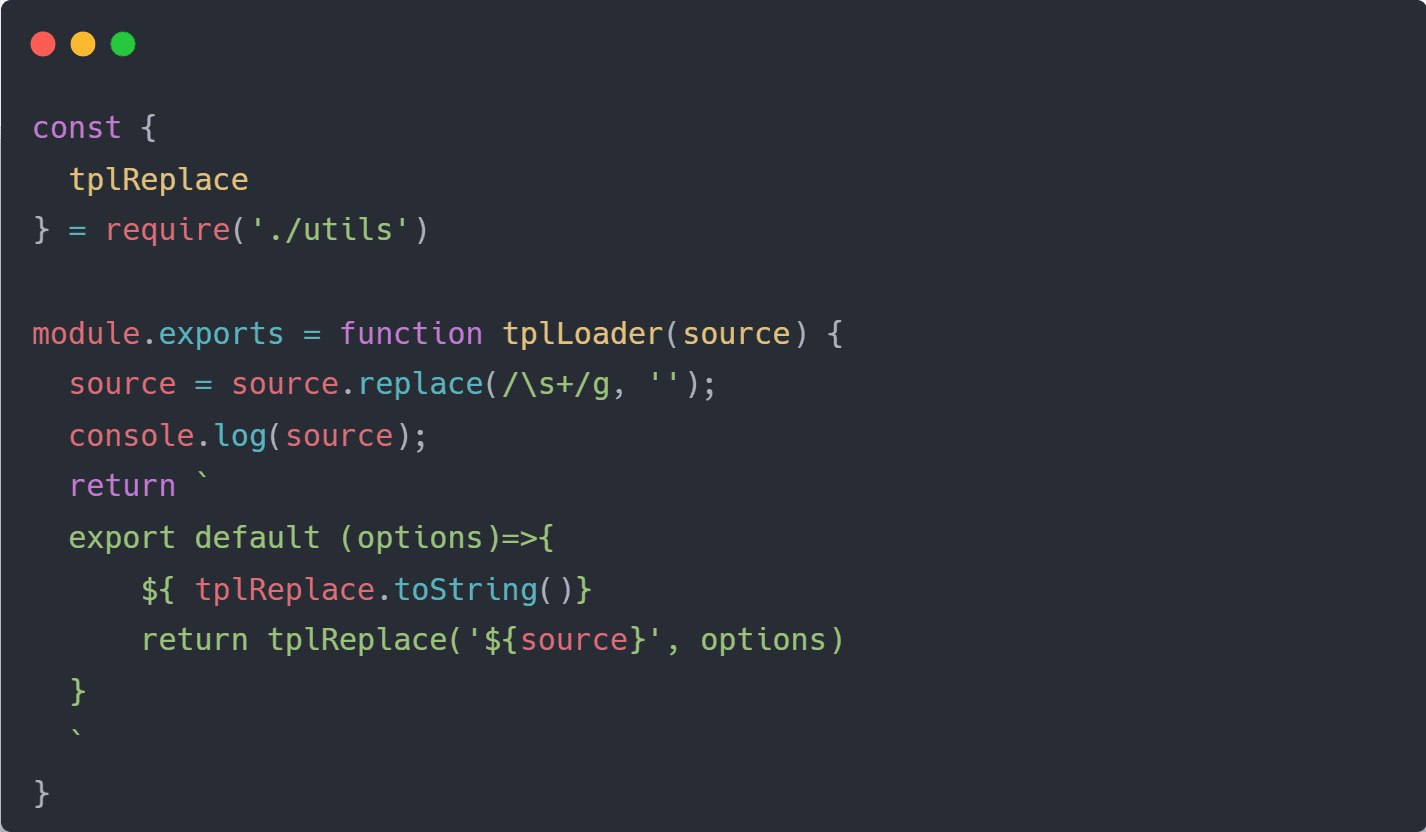 const {
  tplReplace
} = require('./utils')

module.exports = function tplLoader(source) {
  source = source.replace(/\s+/g, '');
  console.log(source);
  return `
  export default (options)=>{
      ${ tplReplace.toString()}
      return tplReplace('${source}', options)
  }
  `
}